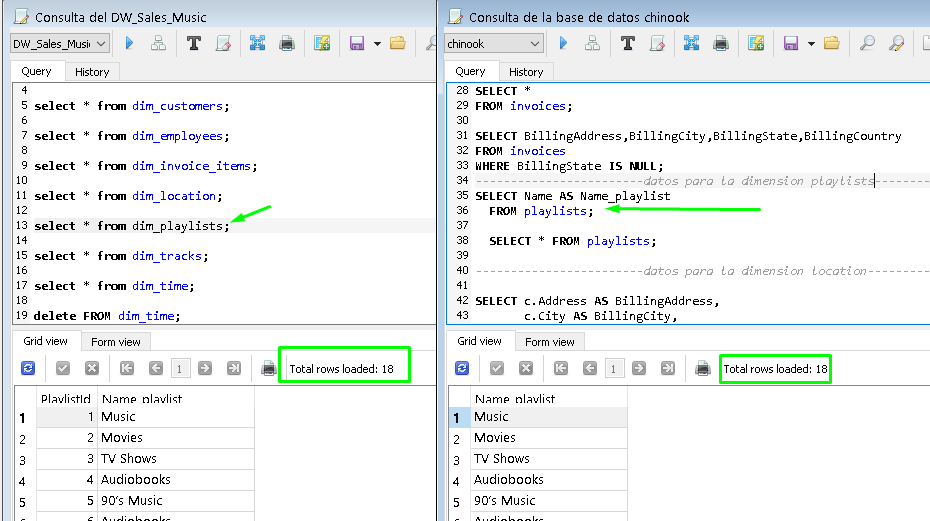 Consulta del DW_Sales_Music
DW_Sales_Musi
Query
History
4
5 select * from dim_customers;
6
7 select * from dim_employees;
8
9 select * from dim_invoice_items;
10
11 select * from dim_location;
12
13 select * from dim_playlists;
14
15 select * from dim_tracks;
16
17 select * from dim_time;
18
19 delete FROM dim_time;
Grid view
Form view
1
Total rows loaded: 18
PlaylistId Name_playlist
1 1 Music
2 2 Movies
3 3 TV Shows
4 4 Audiobooks
5 5 90's Music
6 Audiobooks
Consulta de la base de datos chinook
chinook
Query
History
28 SELECT *
29 FROM invoices;
30
31 SELECT BillingAddress,BillingCity,BillingState,BillingCountry
32 FROM invoices
33 WHERE BillingState IS NULL;
34 ------------------------datos para la dimension playlists--------
35 SELECT Name AS Name_playlist
36 FROM playlists;
37
38 SELECT * FROM playlists;
39
40 ------------------------datos para la dimension location---------
41
42 SELECT c.Address AS BillingAddress,
43 c.City AS BillingCity,
Grid view
Form view
1
Total rows loaded: 18
Name_playlist
1 Music
2 Movies
3 TV Shows
4 Audiobooks
5 90's Music
Audiobooks